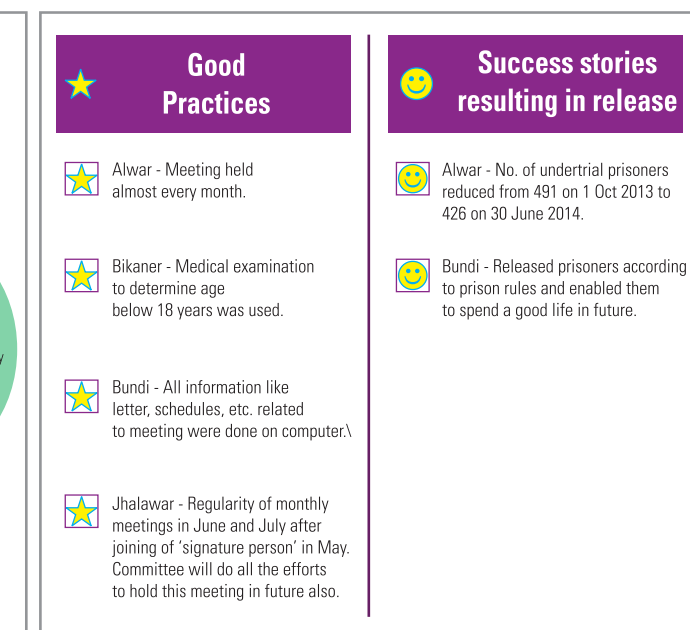 Good
Practices
Alwar - Meeting held
almost every month.
Bikaner - Medical examination
to determine age
below 18 years was used.
Bundi - All information like
letter, schedules, etc. related
to meeting were done on computer.\
Jhalawar - Regularity of monthly
meetings in June and July after
joining of ‘signature person’ in May.
Committee will do all the efforts
to hold this meeting in future also.
Success stories
resulting in release
Alwar - No. of undertrial prisoners
reduced from 491 on 1 Oct 2013 to
426 on 30 June 2014.
Bundi - Released prisoners according
to prison rules and enabled them
to spend a good life in future.